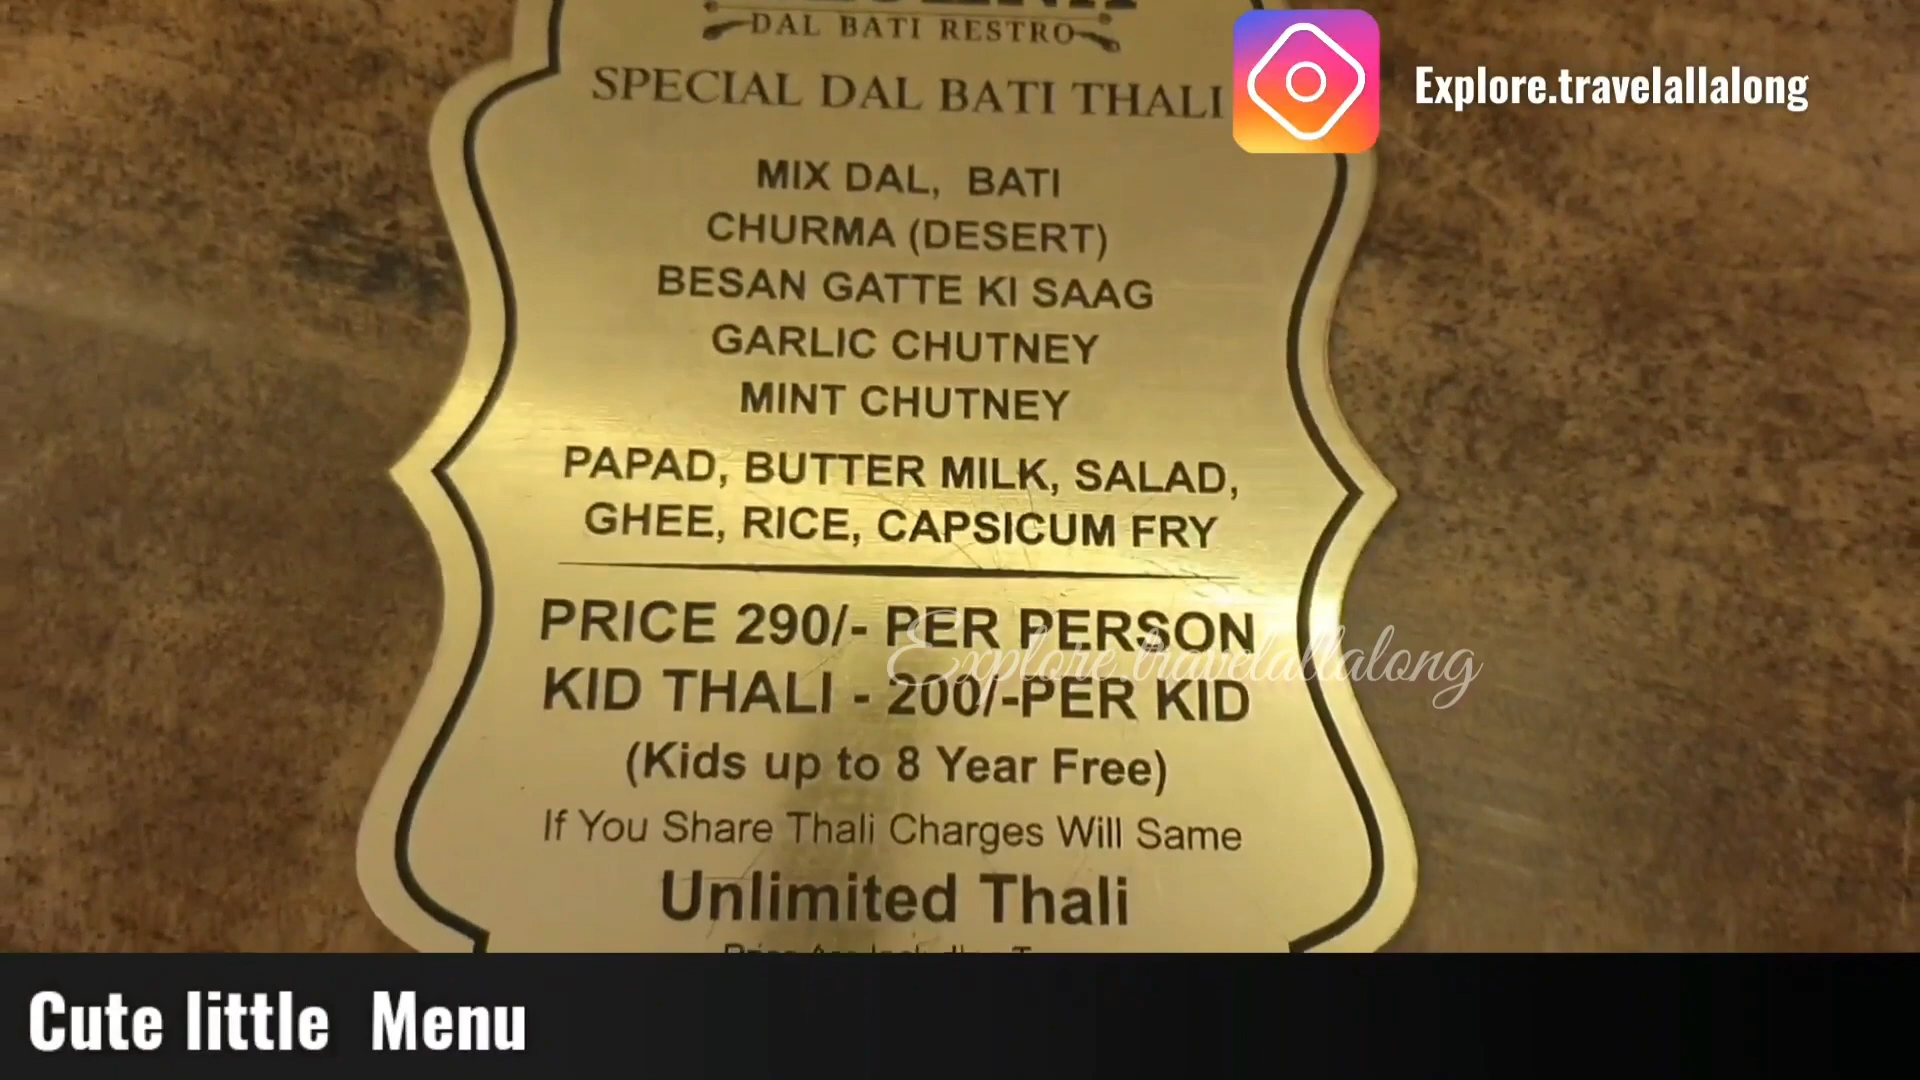 DAL BATI RESTRO
SPECIAL DAL BATI THALI
Explore.travelallalong
MIX DAL, BATI
CHURMA (DESERT)
BESAN GATTE KI SAAG
GARLIC CHUTNEY
MINT CHUTNEY
PAPAD, BUTTER MILK, SALAD,
GHEE, RICE, CAPSICUM FRY
PRICE 290/- PER PERSON
Explore.travelallalong
KID THALI - 200/-PER KID
(Kids up to 8 Year Free)
If You Share Thali Charges Will Same
Unlimited Thali
Cute little Menu